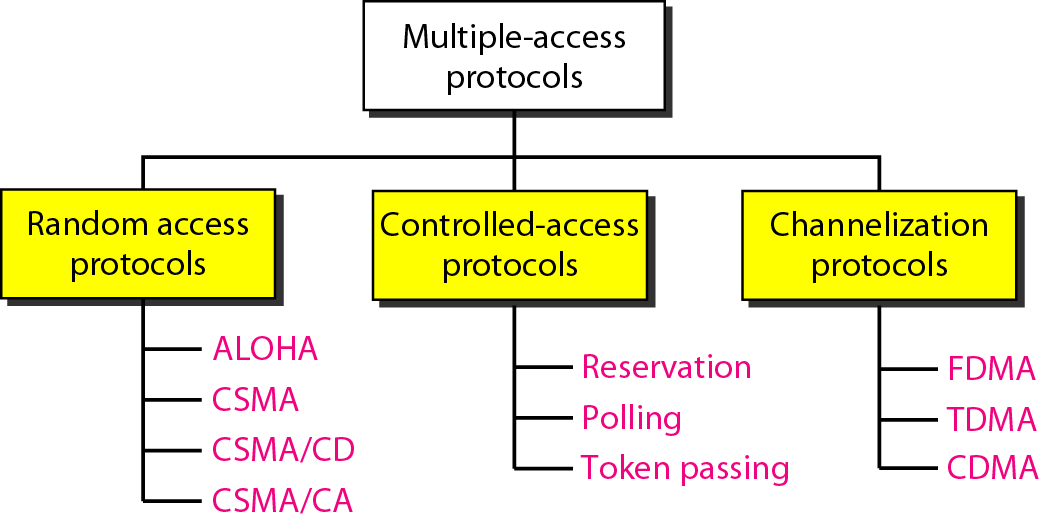 Multiple-access
protocols
Random access
protocols
Controlled-access
protocols
Channelization
protocols
ALOHA
CSMA
CSMA/CD
CSMA/CA
Reservation
Polling
Token passing
FDMA
TDMA
CDMA